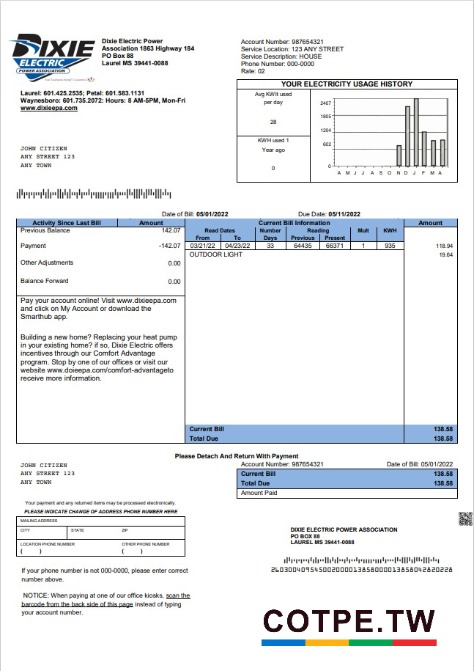 DIXIE
ELECTRIC
POWER ASSOCIATION
Dixie Electric Power
Association 1863 Highway 184
PO Box 88
Laurel MS 39441-0088
Laurel: 601.425.2535; Petal: 601.583.1131
Waynesboro: 601.735.2072: Hours: 8 AM-5PM, Mon-Fri
www.dixieepa.com
Account Number: 987654321
Service Location: 123 ANY STREET
Service Description: HOUSE
Phone Number: 000-0000
Rate: 02
YOUR ELECTRICITY USAGE HISTORY
Avg KWH used
per day
28
KWH used 1
Year ago
0
2407
1805
1204
602
0
A M J J A S O N D J F M A
JOHN CITIZEN
ANY STREET 123
ANY TOWN
Date of Bill: 05/01/2022 Due Date: 05/11/2022
Activity Since Last Bill Amount
Previous Balance 142.07
Payment -142.07
Other Adjustments 0.00
Balance Forward 0.00
Current Bill Information Amount
Read Dates Number Reading Mult KWH
From To Days Previous Present
03/21/22 04/23/22 33 64435 66371 1 935 118.94
OUTDOOR LIGHT 19.64
Pay your account online! Visit www.dixieepa.com
and click on My Account or download the
Smarthub app.
Building a new home? Replacing your heat pump
in your existing home? if so, Dixie Electric offers
incentives through our Comfort Advantage
program. Stop by one of our offices or visit our
website www.doxieepa.com/comfort-advantageto
receive more information.
Current Bill 138.58
Total Due 138.58
Please Detach And Return With Payment
JOHN CITIZEN
ANY STREET 123
ANY TOWN
Account Number: 987654321 Date of Bill: 05/01/2022
Current Bill 138.58
Total Due 138.58
Amount Paid
Your payment and any returned items may be processed electronically.
PLEASE INDICATE CHANGE OF ADDRESS PHONE NUMBER HERE
MAILING ADDRESS
CITY STATE ZIP
LOCATION PHONE NUMBER OTHER PHONE NUMBER
( ) ( )
DIXIE ELECTRIC POWER ASSOCIATION
PO BOX 88
LAUREL MS 39441-0088
If your phone number is not 000-0000, please enter correct
number above.
NOTICE: When paying at one of our office kiosks, scan the
barcode from the back side of this page instead of typing
your account number.
COTPE.TW